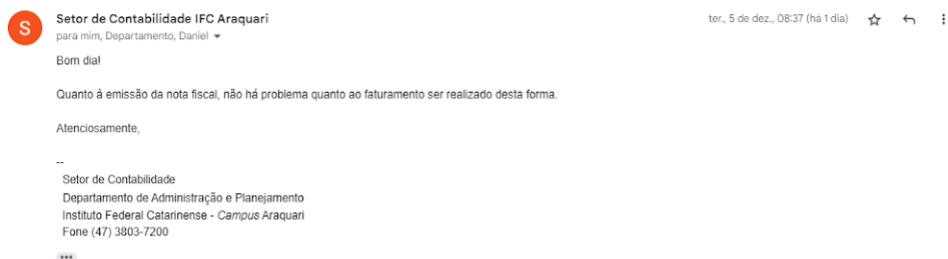 S
Setor de Contabilidade IFC Araquari
ter., 5 de dez., 08:37 (há 1 dia)
para mim, Departamento, Daniel
Bom dia!
Quanto à emissão da nota fiscal, não há problema quanto ao faturamento ser realizado desta forma.
Atenciosamente,
--
Setor de Contabilidade
Departamento de Administração e Planejamento
Instituto Federal Catarinense - Campus Araquari
Fone (47) 3803-7200